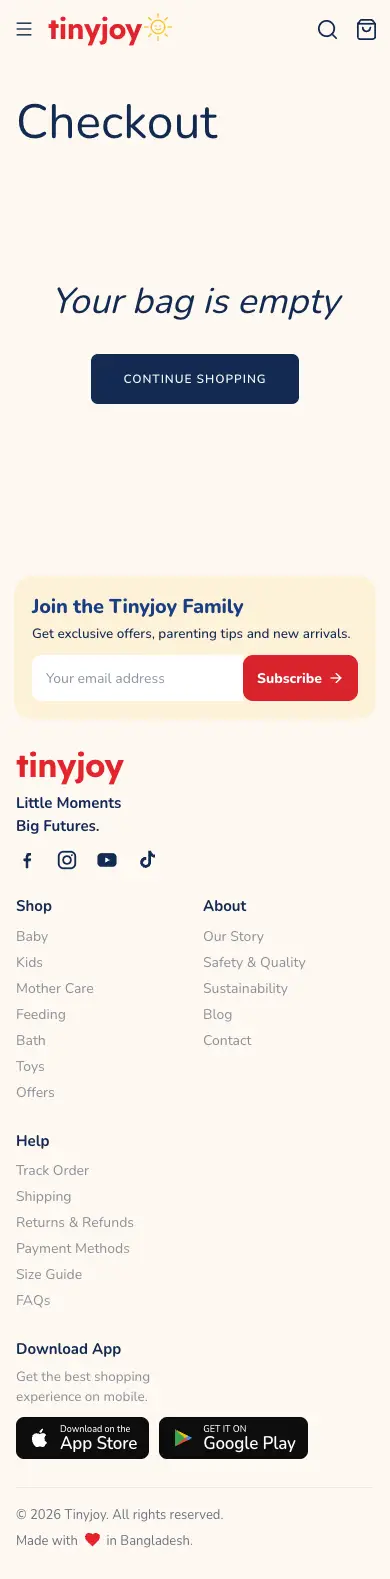 tinyjoy
Checkout
Your bag is empty
CONTINUE SHOPPING
Join the Tinyjoy Family
Get exclusive offers, parenting tips and new arrivals.
Your email address
Subscribe →
tinyjoy
Little Moments
Big Futures.
Shop
Baby
Kids
Mother Care
Feeding
Bath
Toys
Offers
About
Our Story
Safety & Quality
Sustainability
Blog
Contact
Help
Track Order
Shipping
Returns & Refunds
Payment Methods
Size Guide
FAQs
Download App
Get the best shopping
experience on mobile.
Download on the
App Store
GET IT ON
Google Play
© 2026 Tinyjoy. All rights reserved.
Made with ❤ in Bangladesh.